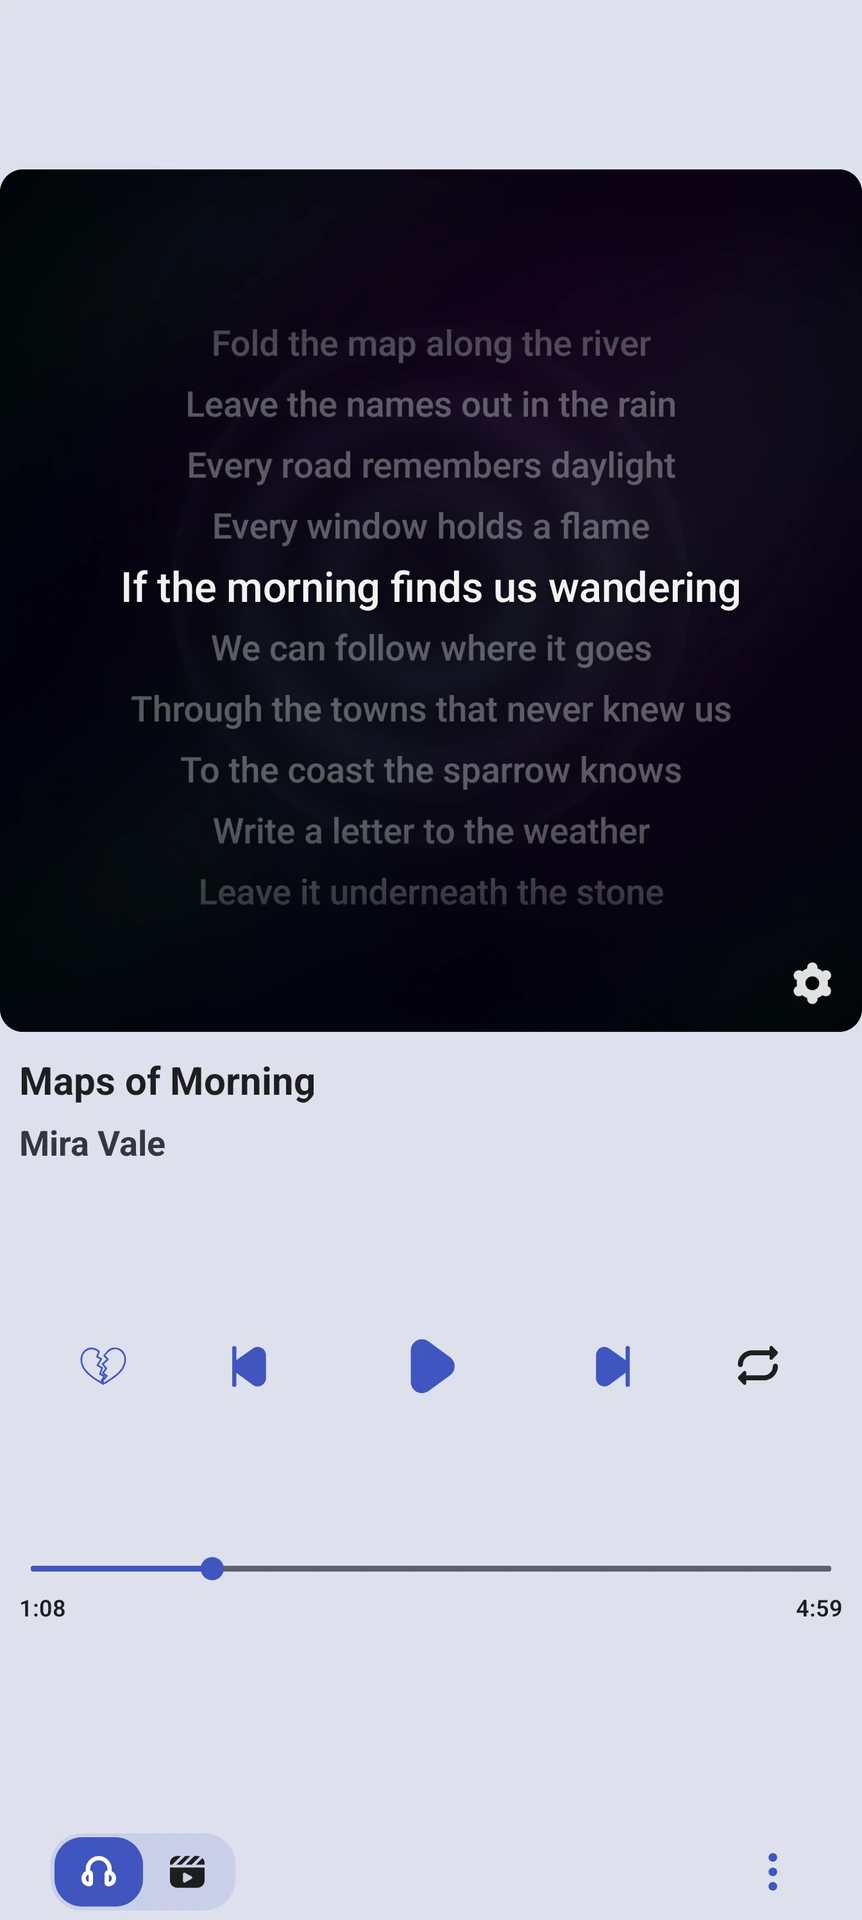 Fold the map along the river
Leave the names out in the rain
Every road remembers daylight
Every window holds a flame
If the morning finds us wandering
We can follow where it goes
Through the towns that never knew us
To the coast the sparrow knows
Write a letter to the weather
Leave it underneath the stone
Maps of Morning
Mira Vale
1:08
4:59